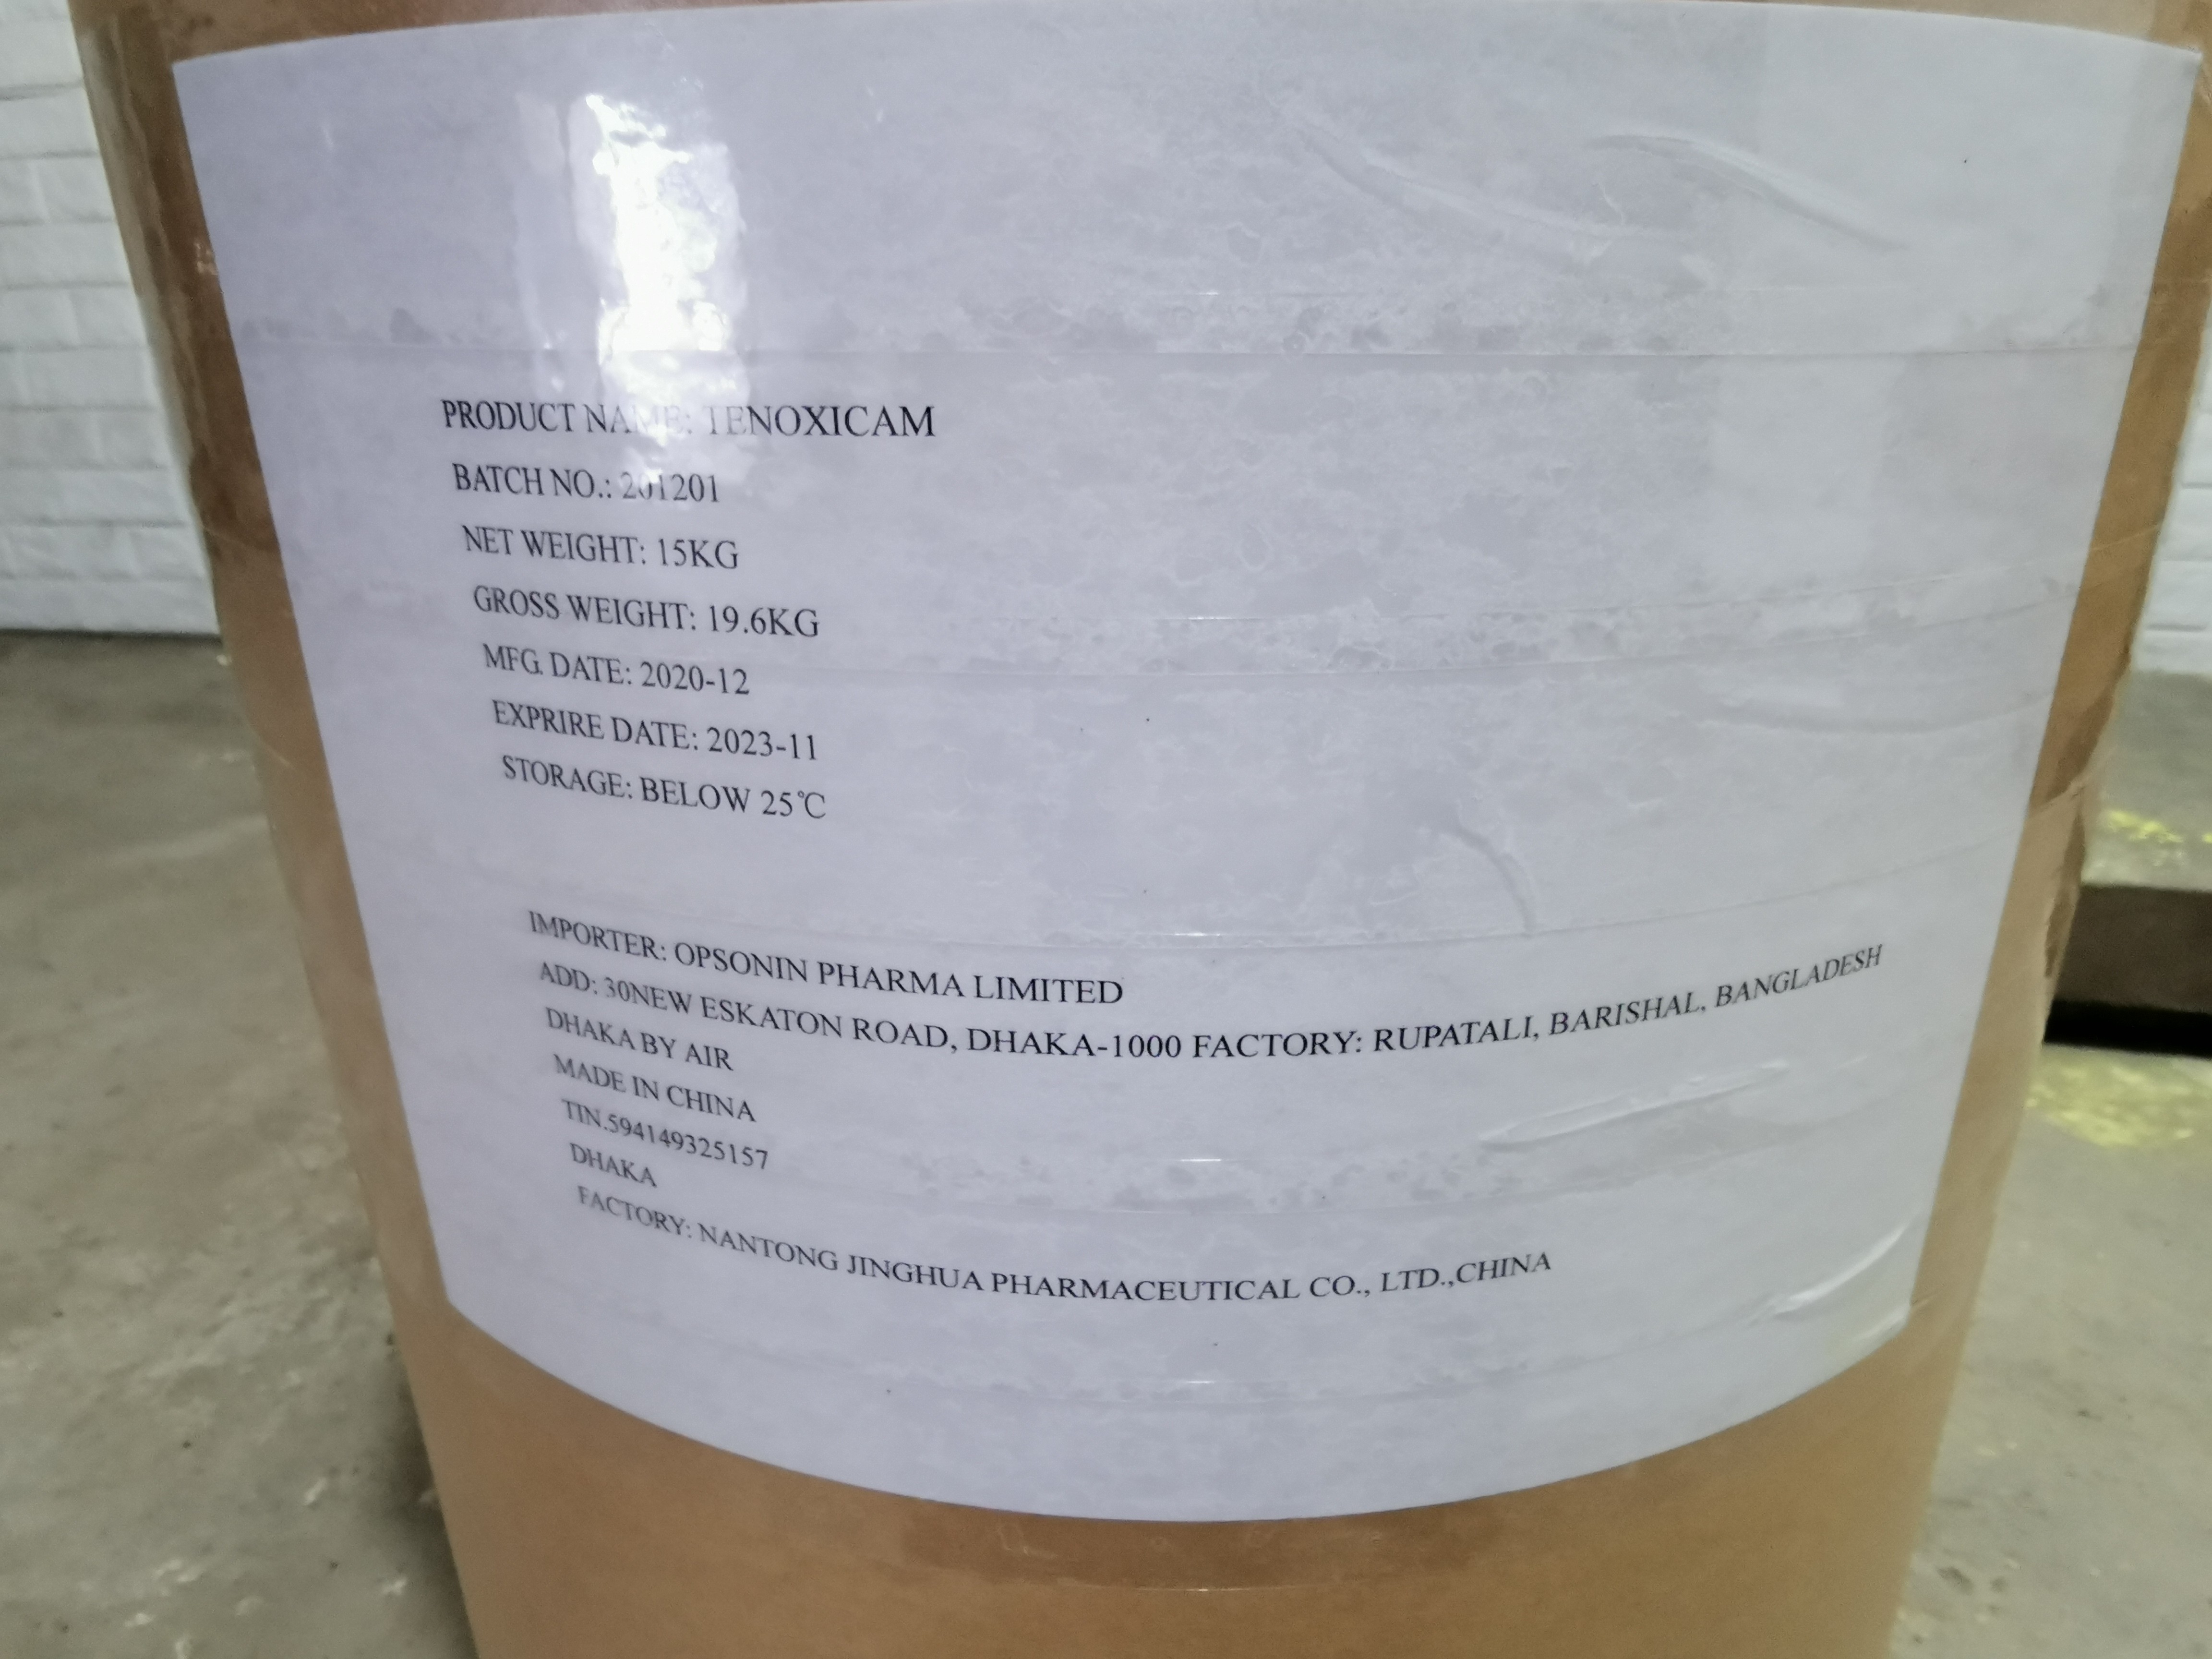 PRODUCT NAME: TENOXICAM
BATCH NO.: 201201
NET WEIGHT: 15KG
GROSS WEIGHT: 19.6KG
MFG. DATE: 2020-12
EXPRIRE DATE: 2023-11
STORAGE: BELOW 25℃
IMPORTER: OPSONIN PHARMA LIMITED
ADD: 30NEW ESKATON ROAD, DHAKA-1000 FACTORY: RUPATALI, BARISHAL, BANGLADESH
DHAKA BY AIR
MADE IN CHINA
TIN.594149325157
DHAKA
FACTORY: NANTONG JINGHUA PHARMACEUTICAL CO., LTD.,CHINA